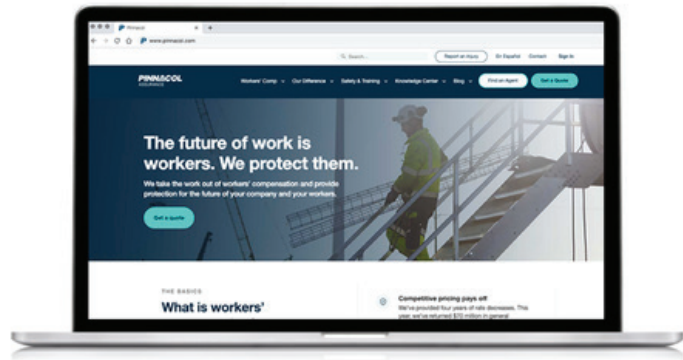 Pinnacol
www.pinnacol.com
Search...
Report an Injury
En Español
Contact
Sign In
PINNACOL
ASSURANCE
Workers' Comp
Our Difference
Safety & Training
Knowledge Center
Blog
Find an Agent
Get a Quote
The future of work is
workers. We protect them.
We take the work out of workers' compensation and provide
protection for the future of your company and your workers.
Get a quote
THE BASICS
What is workers'
Competitive pricing pays off
We've provided four years of rate decreases. This
year, we've returned $70 million in general